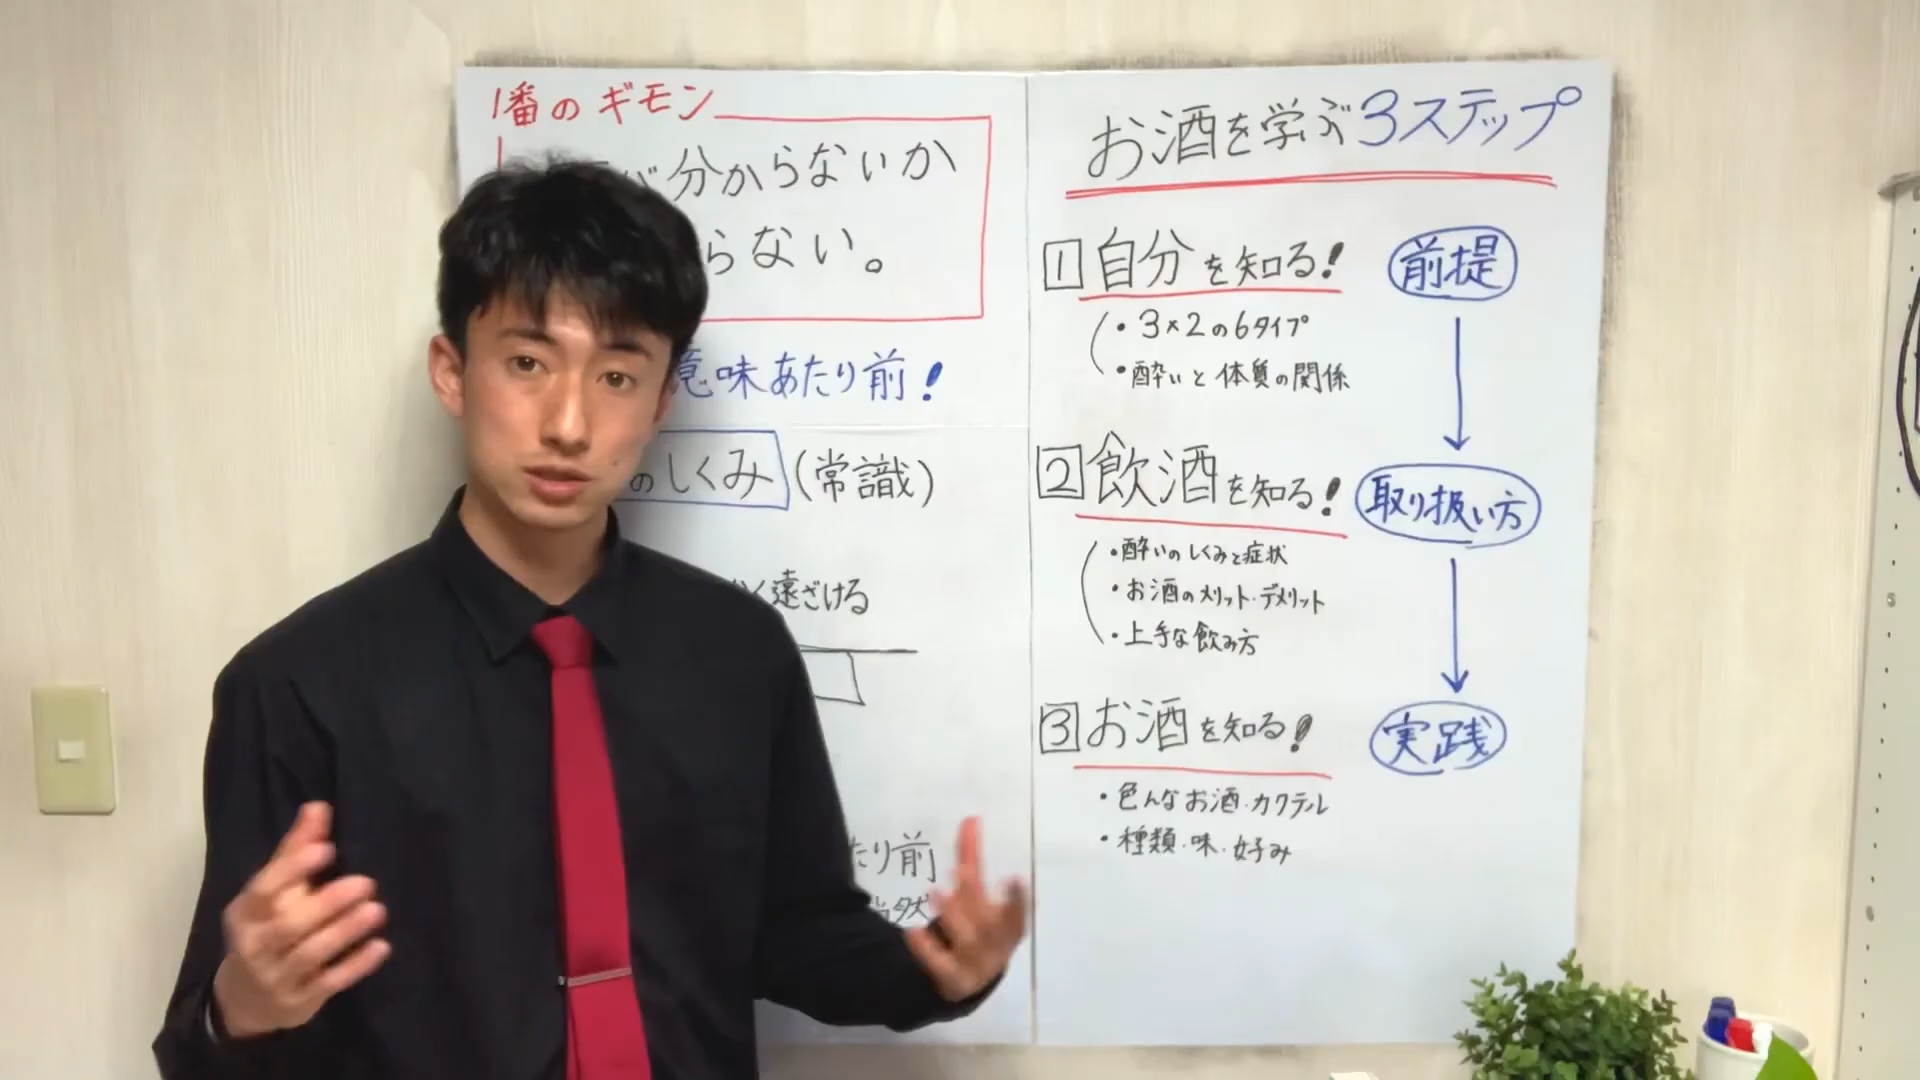 1番のギモン
が分からないか
らない。
意味あたり前!
のしくみ(常識)
く遠ざける
たり前
当然
お酒を学ぶ3ステップ
1 自分を知る! 前提
・3×2の6タイプ
・酔いと体質の関係
2 飲酒を知る! 取り扱い方
・酔いのしくみと症状
・お酒のメリット・デメリット
・上手な飲み方
3 お酒を知る! 実践
・色んなお酒・カクテル
・種類・味・好み